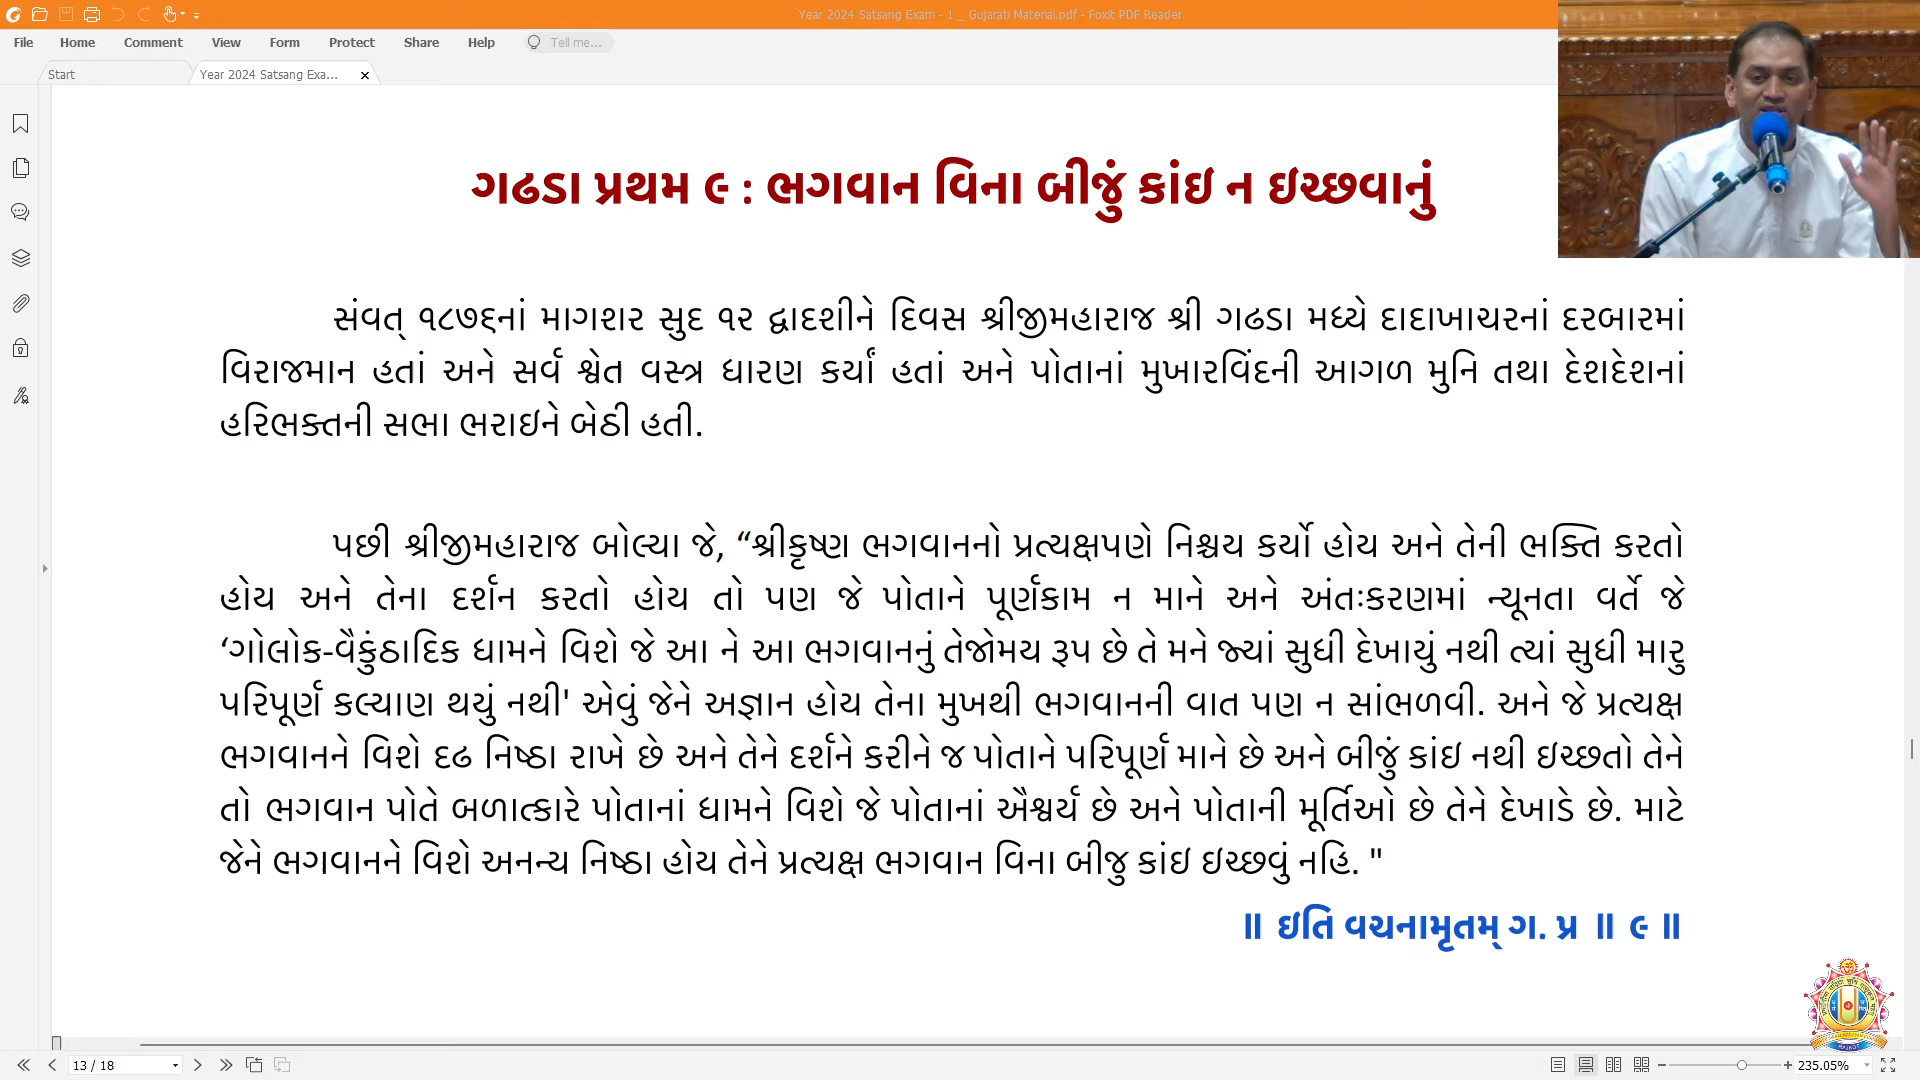 Year 2024 Satsang Exam - 1 _ Gujarati Material.pdf - Foxit PDF Reader
File Home Comment View Form Protect Share Help Tell me...
Start Year 2024 Satsang Exa...
ગઢડા પ્રથમ ૯ : ભગવાન વિના બીજું કાંઇ ન ઇચ્છવાનું
સંવત્ ૧૮૭૬નાં માગશર સુદ ૧ર દ્વાદશીને દિવસ શ્રીજીમહારાજ શ્રી ગઢડા મધ્યે દાદાખાચરનાં દરબારમાં
વિરાજમાન હતાં અને સર્વ શ્વેત વસ્ત્ર ધારણ કર્યાં હતાં અને પોતાનાં મુખારવિંદની આગળ મુનિ તથા દેશદેશનાં
હરિભક્તની સભા ભરાઇને બેઠી હતી.
પછી શ્રીજીમહારાજ બોલ્યા જે, “શ્રીકૃષ્ણ ભગવાનનો પ્રત્યક્ષપણે નિશ્ચય કર્યો હોય અને તેની ભક્તિ કરતો
હોય અને તેના દર્શન કરતો હોય તો પણ જે પોતાને પૂર્ણકામ ન માને અને અંતઃકરણમાં ન્યૂનતા વર્તે જે
‘ગોલોક-વૈકુંઠાદિક ધામને વિશે જે આ ને આ ભગવાનનું તેજોમય રૂપ છે તે મને જ્યાં સુધી દેખાયું નથી ત્યાં સુધી મારુ
પરિપૂર્ણ કલ્યાણ થયું નથી' એવું જેને અજ્ઞાન હોય તેના મુખથી ભગવાનની વાત પણ ન સાંભળવી. અને જે પ્રત્યક્ષ
ભગવાનને વિશે દઢ નિષ્ઠા રાખે છે અને તેને દર્શને કરીને જ પોતાને પરિપૂર્ણ માને છે અને બીજું કાંઇ નથી ઇચ્છતો તેને
તો ભગવાન પોતે બળાત્કારે પોતાનાં ધામને વિશે જે પોતાનાં ઐશ્વર્ય છે અને પોતાની મૂર્તિઓ છે તેને દેખાડે છે. માટે
જેને ભગવાનને વિશે અનન્ય નિષ્ઠા હોય તેને પ્રત્યક્ષ ભગવાન વિના બીજુ કાંઇ ઇચ્છવું નહિ. "
॥ ઇતિ વચનામૃતમ્ ગ. પ્ર ॥ ૯ ॥
13 / 18 235.05%